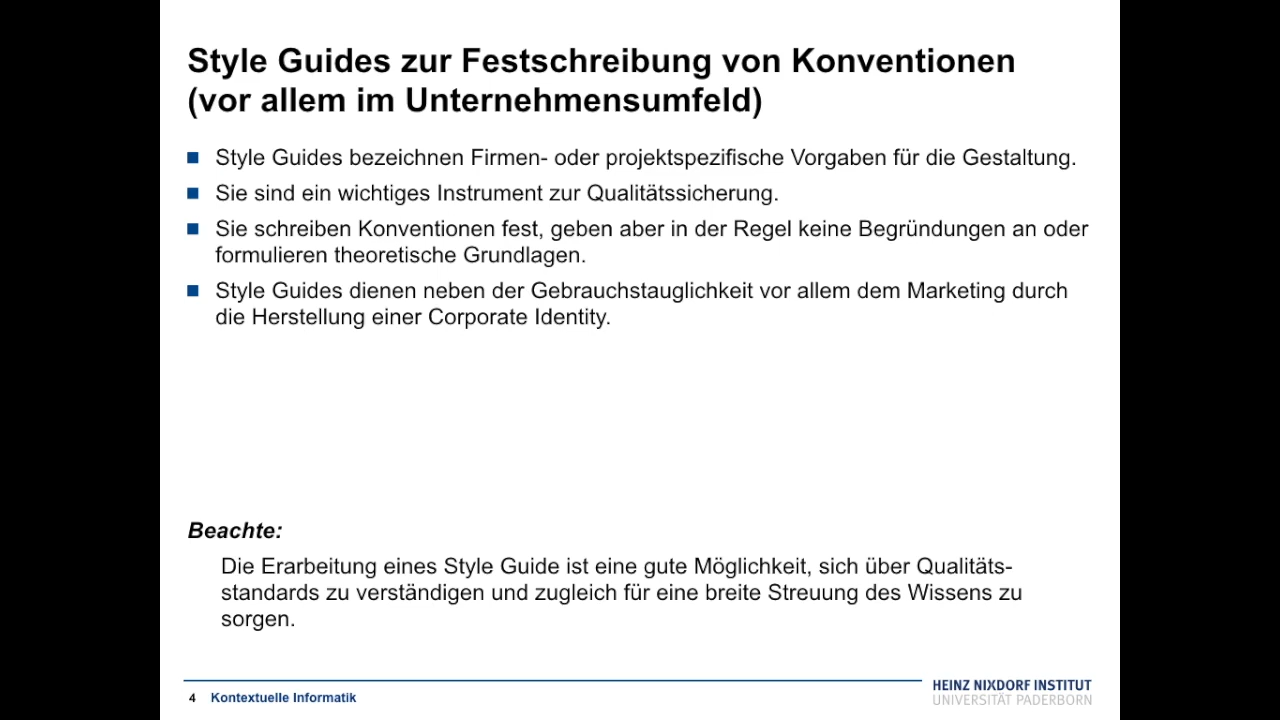 Style Guides zur Festschreibung von Konventionen
(vor allem im Unternehmensumfeld)
Style Guides bezeichnen Firmen- oder projektspezifische Vorgaben für die Gestaltung.
Sie sind ein wichtiges Instrument zur Qualitätssicherung.
Sie schreiben Konventionen fest, geben aber in der Regel keine Begründungen an oder
formulieren theoretische Grundlagen.
Style Guides dienen neben der Gebrauchstauglichkeit vor allem dem Marketing durch
die Herstellung einer Corporate Identity.
Beachte:
Die Erarbeitung eines Style Guide ist eine gute Möglichkeit, sich über Qualitäts-
standards zu verständigen und zugleich für eine breite Streuung des Wissens zu
sorgen.
4 Kontextuelle Informatik
HEINZ NIXDORF INSTITUT
UNIVERSITÄT PADERBORN